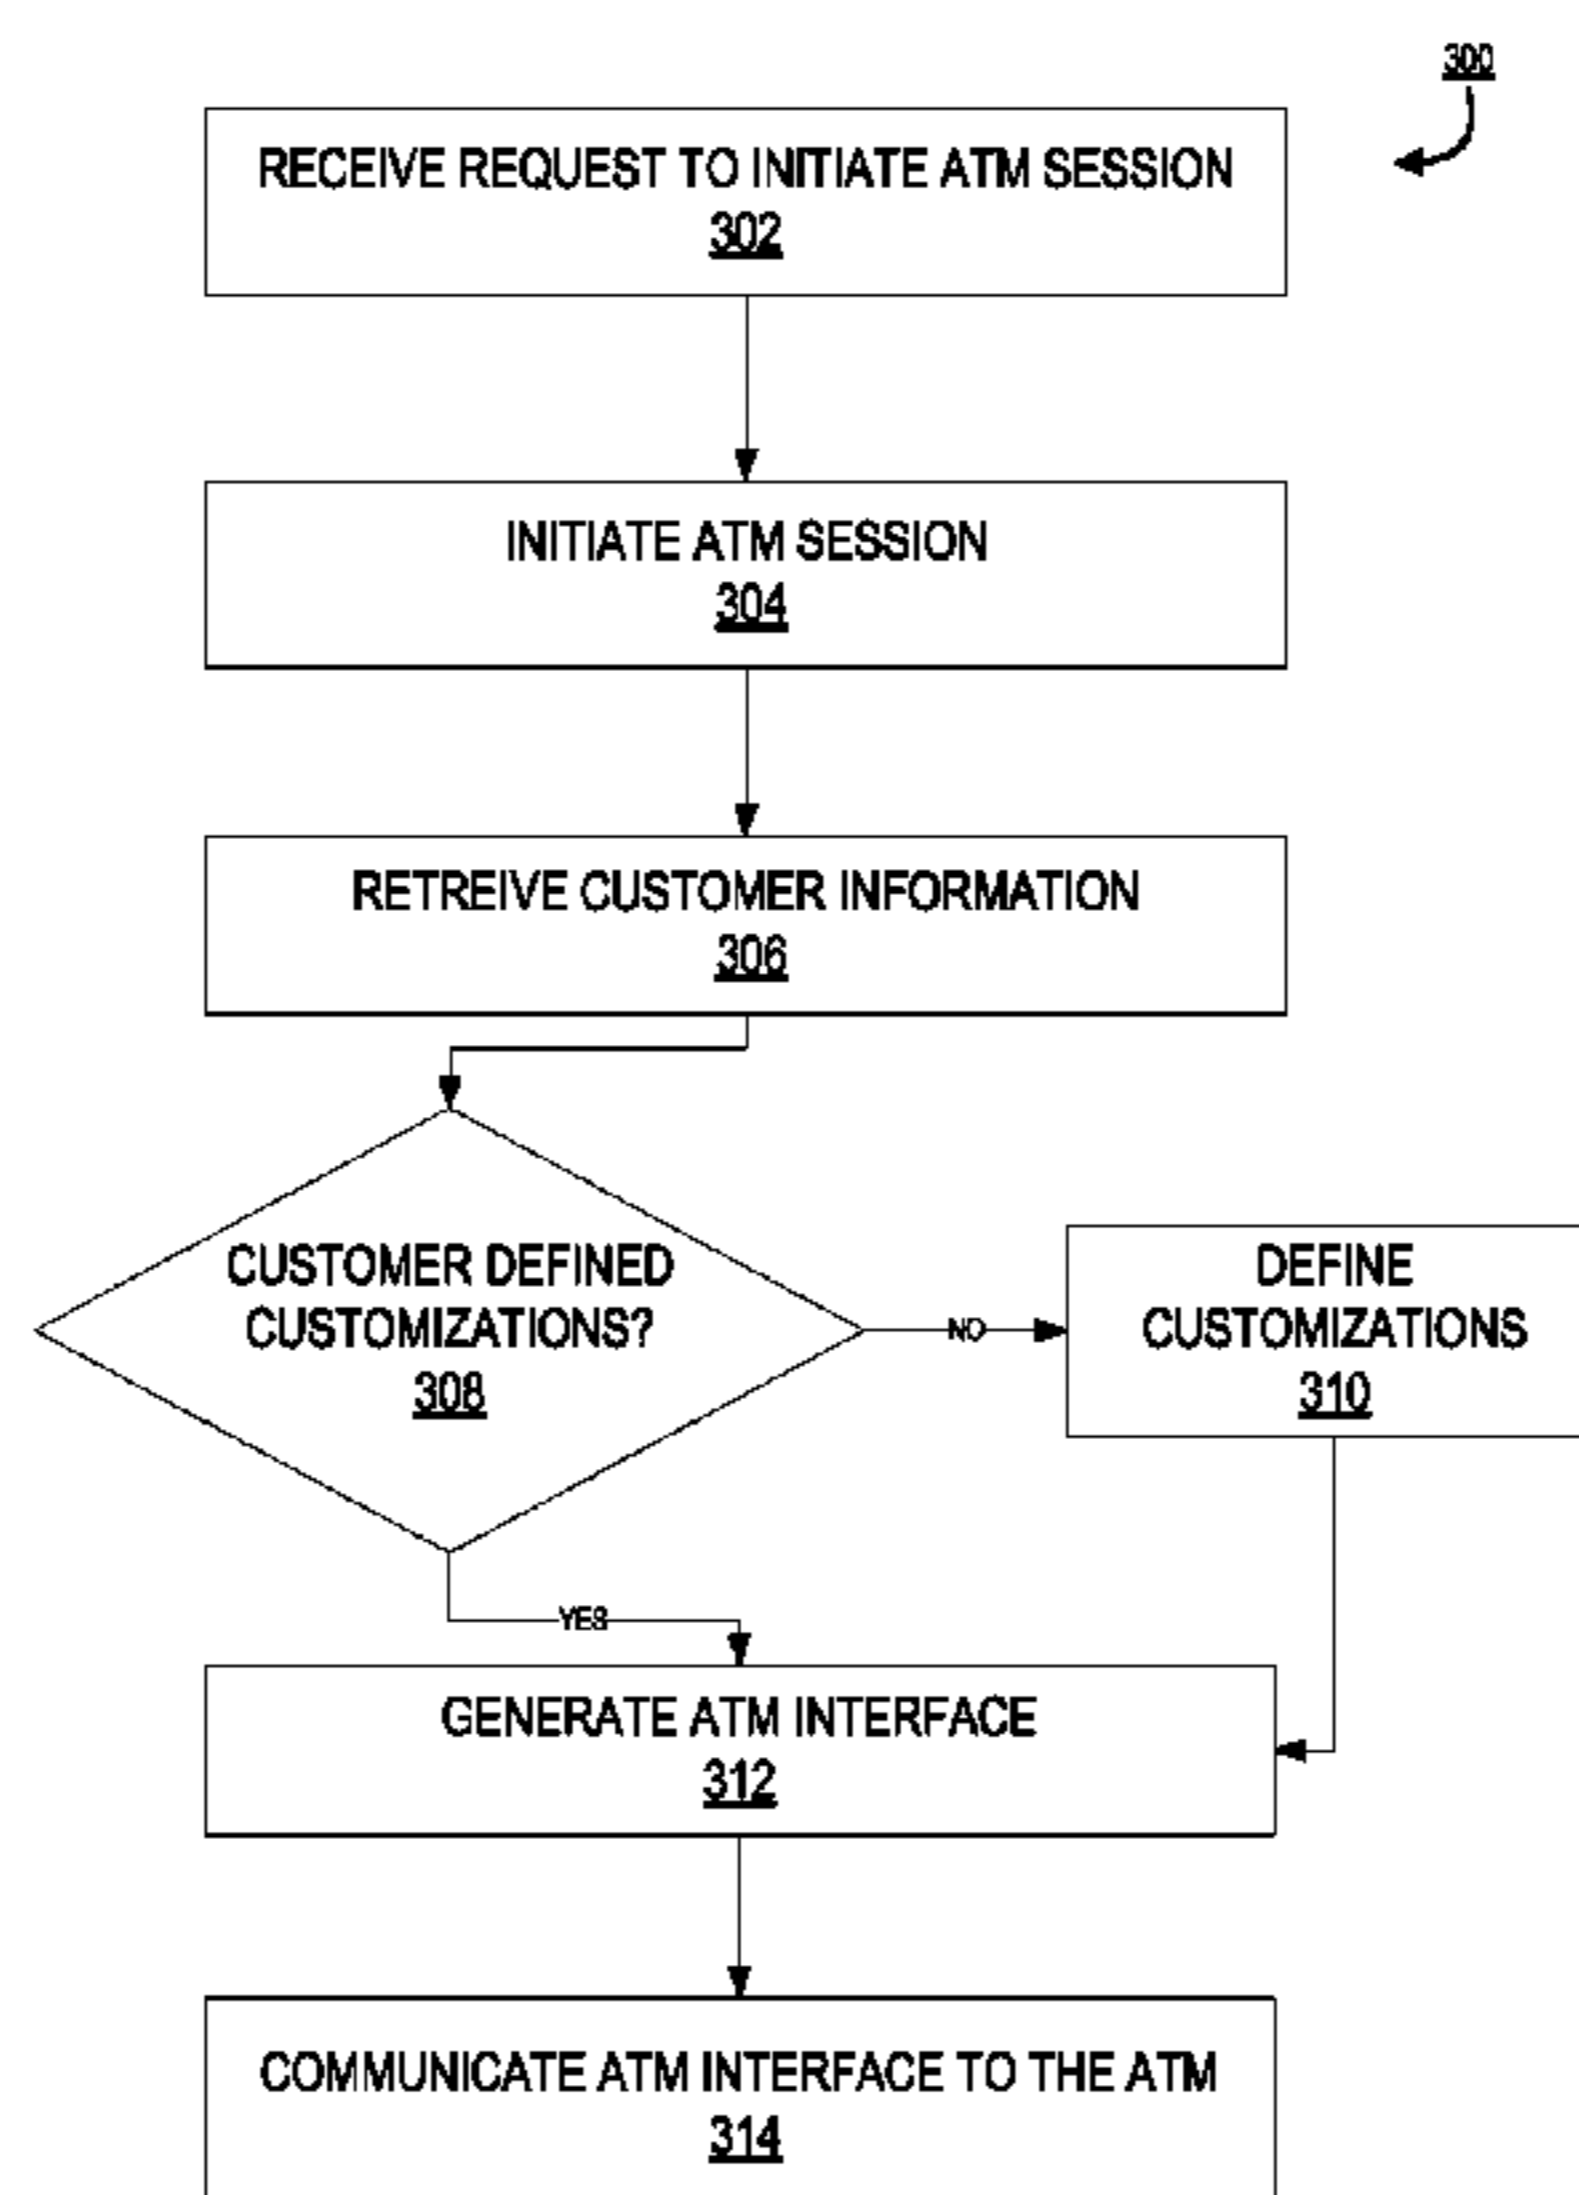 300
RECEIVE REQUEST TO INITIATE ATM SESSION
302
INITIATE ATM SESSION
304
RETREIVE CUSTOMER INFORMATION
306
CUSTOMER DEFINED
CUSTOMIZATIONS?
308
NO
DEFINE
CUSTOMIZATIONS
310
YES
GENERATE ATM INTERFACE
312
COMMUNICATE ATM INTERFACE TO THE ATM
314